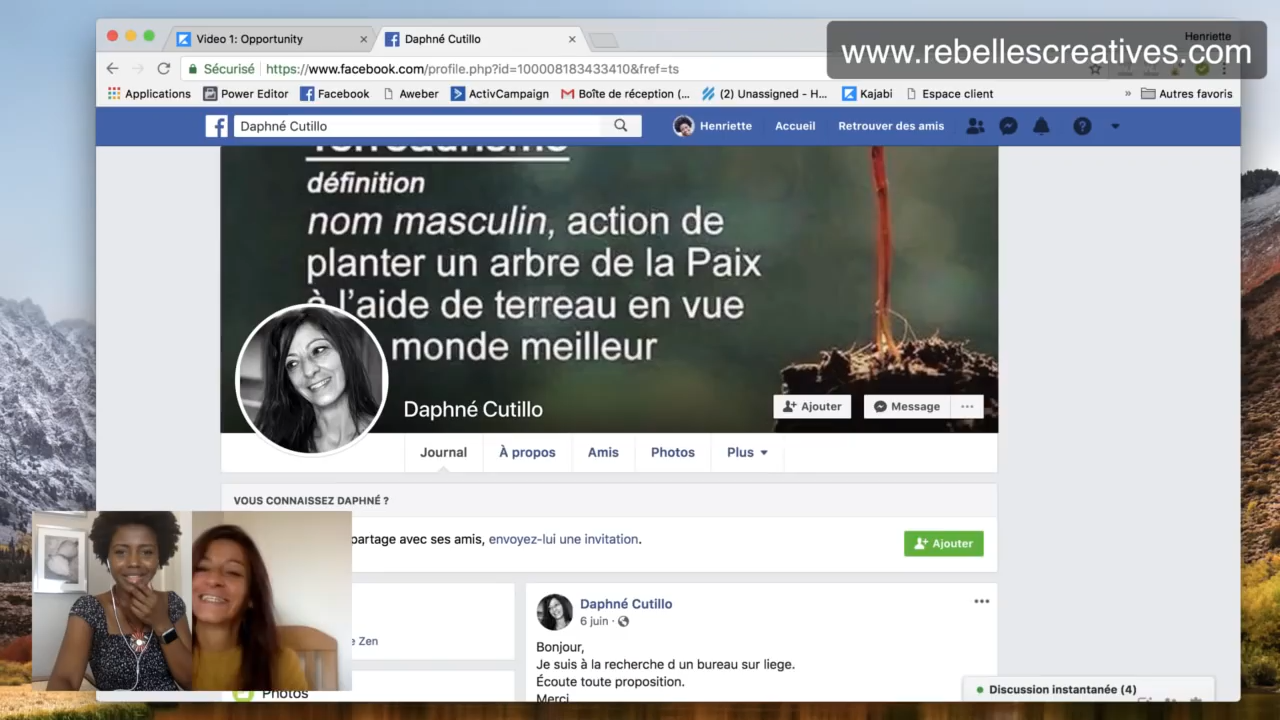 www.rebellescreatives.com
Henriette
Video 1: Opportunity
Daphné Cutillo
Sécurisé
https://www.facebook.com/profile.php?id=100008183433410&fref=ts
Applications
Power Editor
Facebook
Aweber
ActivCampaign
Boîte de réception (...
(2) Unassigned - H...
Kajabi
Espace client
»
Autres favoris
Daphné Cutillo
Henriette
Accueil
Retrouver des amis
Terreaurisme
définition
nom masculin, action de
planter un arbre de la Paix
à l'aide de terreau en vue
monde meilleur
Daphné Cutillo
Ajouter
Message
Journal
À propos
Amis
Photos
Plus
VOUS CONNAISSEZ DAPHNÉ ?
partage avec ses amis, envoyez-lui une invitation.
Ajouter
Daphné Cutillo
6 juin ·
e Zen
Bonjour,
Je suis à la recherche d un bureau sur liege.
Écoute toute proposition.
Merci
Photos
Discussion instantanée (4)